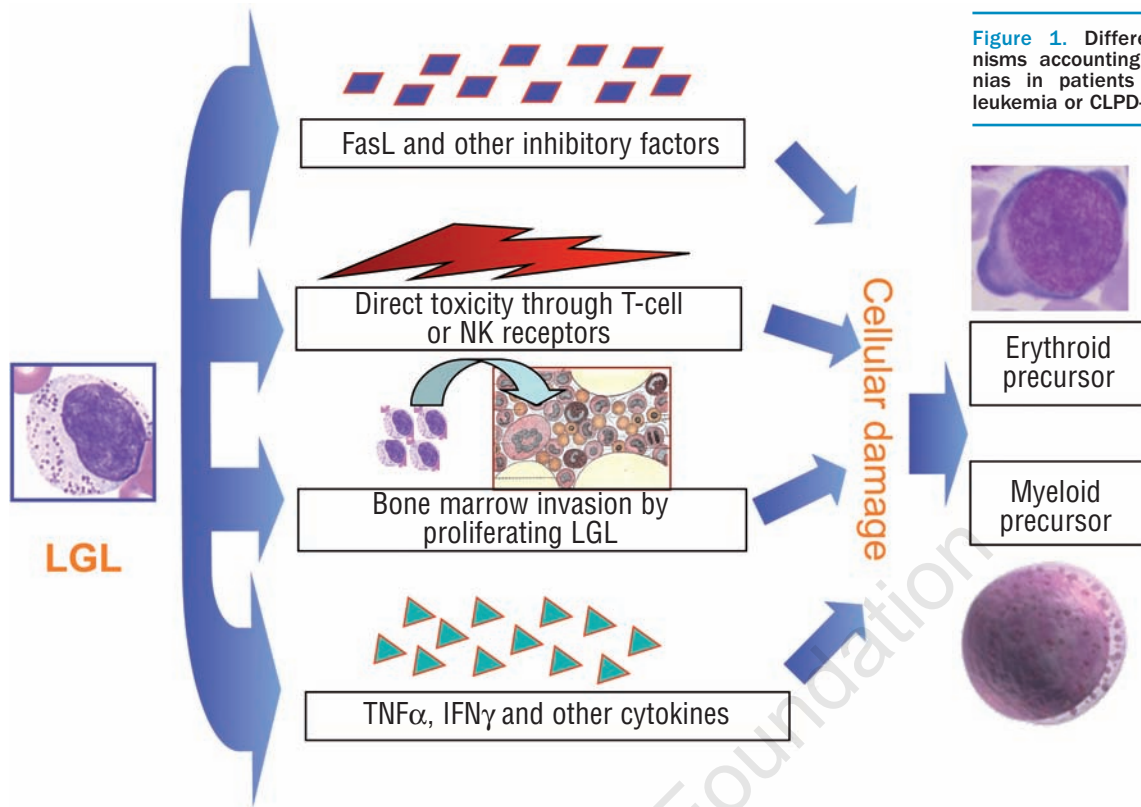 Figure 1. Differe
nisms accounting
nias in patients
leukemia or CLPD-
FasL and other inhibitory factors
Direct toxicity through T-cell
or NK receptors
Bone marrow invasion by
proliferating LGL
TNFα, IFNγ and other cytokines
LGL
Cellular damage
Erythroid
precursor
Myeloid
precursor
Foundation